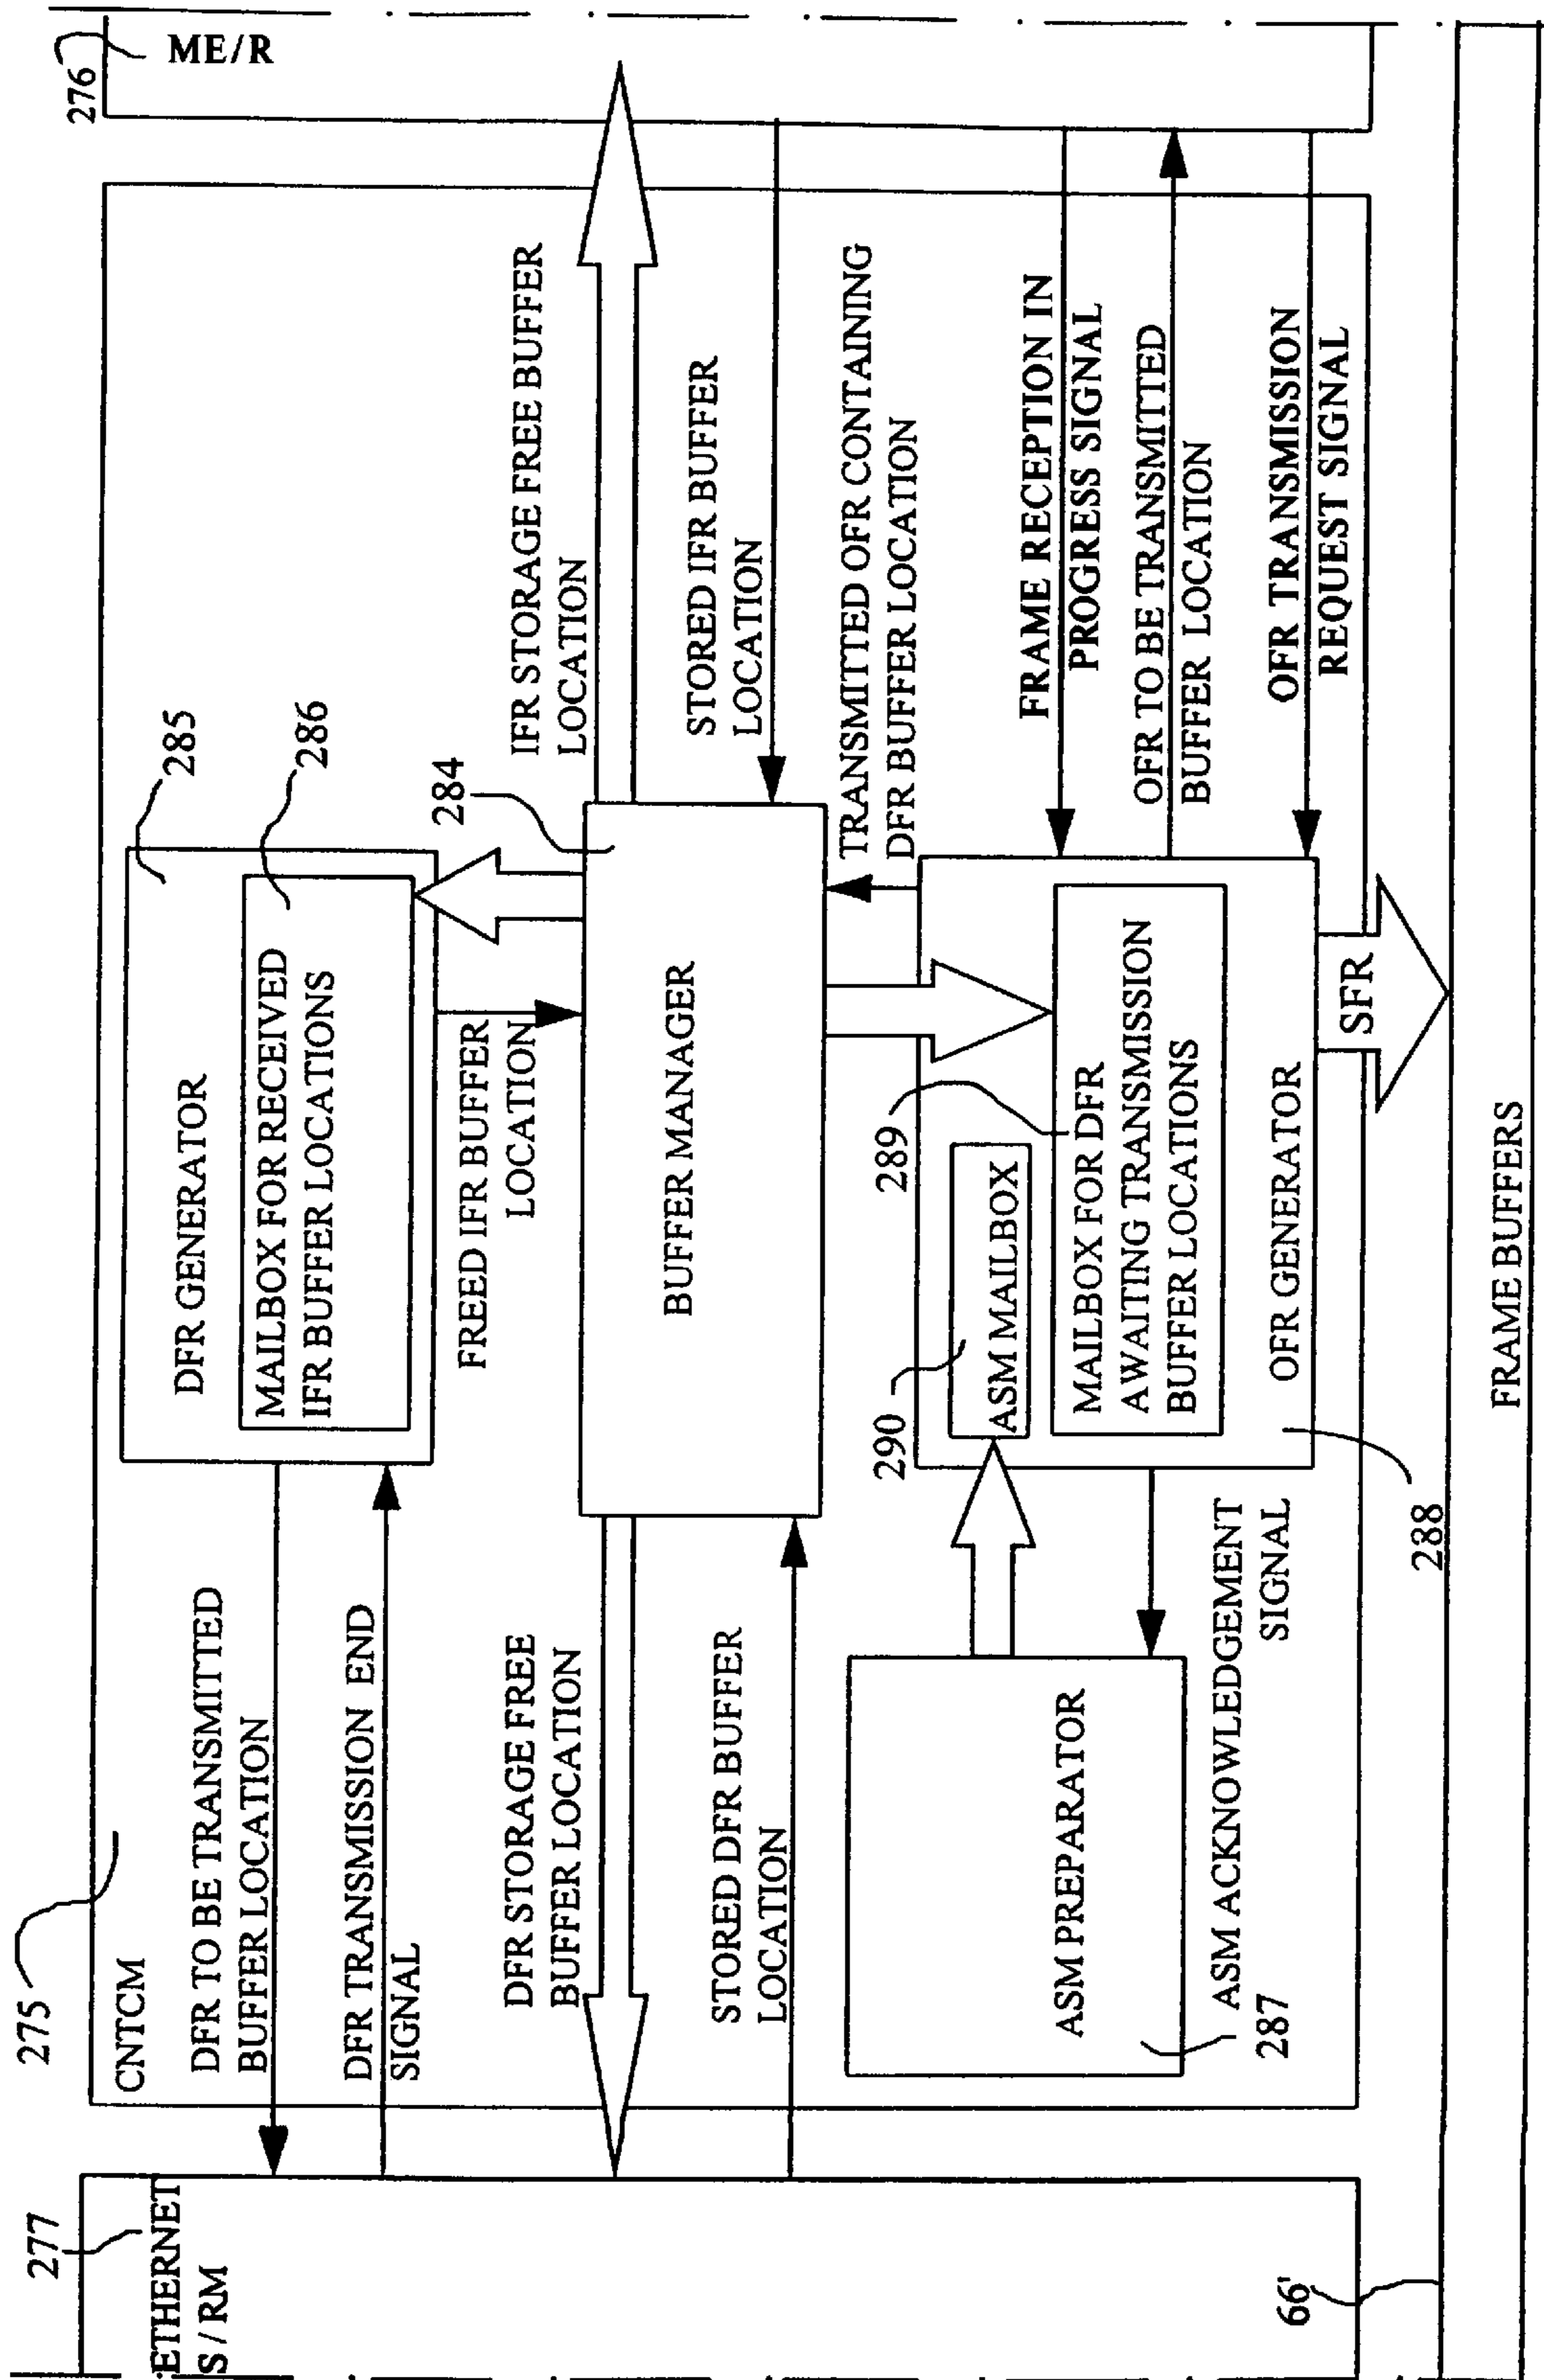 277
ETHERNET
S / RM
275
CNTCM
DFR TO BE TRANSMITTED
BUFFER LOCATION
DFR TRANSMISSION END
SIGNAL
DFR STORAGE FREE
BUFFER LOCATION
STORED DFR BUFFER
LOCATION
DFR GENERATOR
MAILBOX FOR RECEIVED
IFR BUFFER LOCATIONS
285
286
FREED IFR BUFFER
LOCATION
284
BUFFER MANAGER
IFR STORAGE FREE BUFFER
LOCATION
STORED IFR BUFFER
LOCATION
TRANSMITTED OFR CONTAINING
DFR BUFFER LOCATION
276
ME/R
FRAME RECEPTION IN
PROGRESS SIGNAL
OFR TO BE TRANSMITTED
BUFFER LOCATION
OFR TRANSMISSION
REQUEST SIGNAL
290
289
ASM MAILBOX
MAILBOX FOR DFR
AWAITING TRANSMISSION
BUFFER LOCATIONS
OFR GENERATOR
288
SFR
ASM PREPARATOR
287
ASM ACKNOWLEDGEMENT
SIGNAL
66'
FRAME BUFFERS